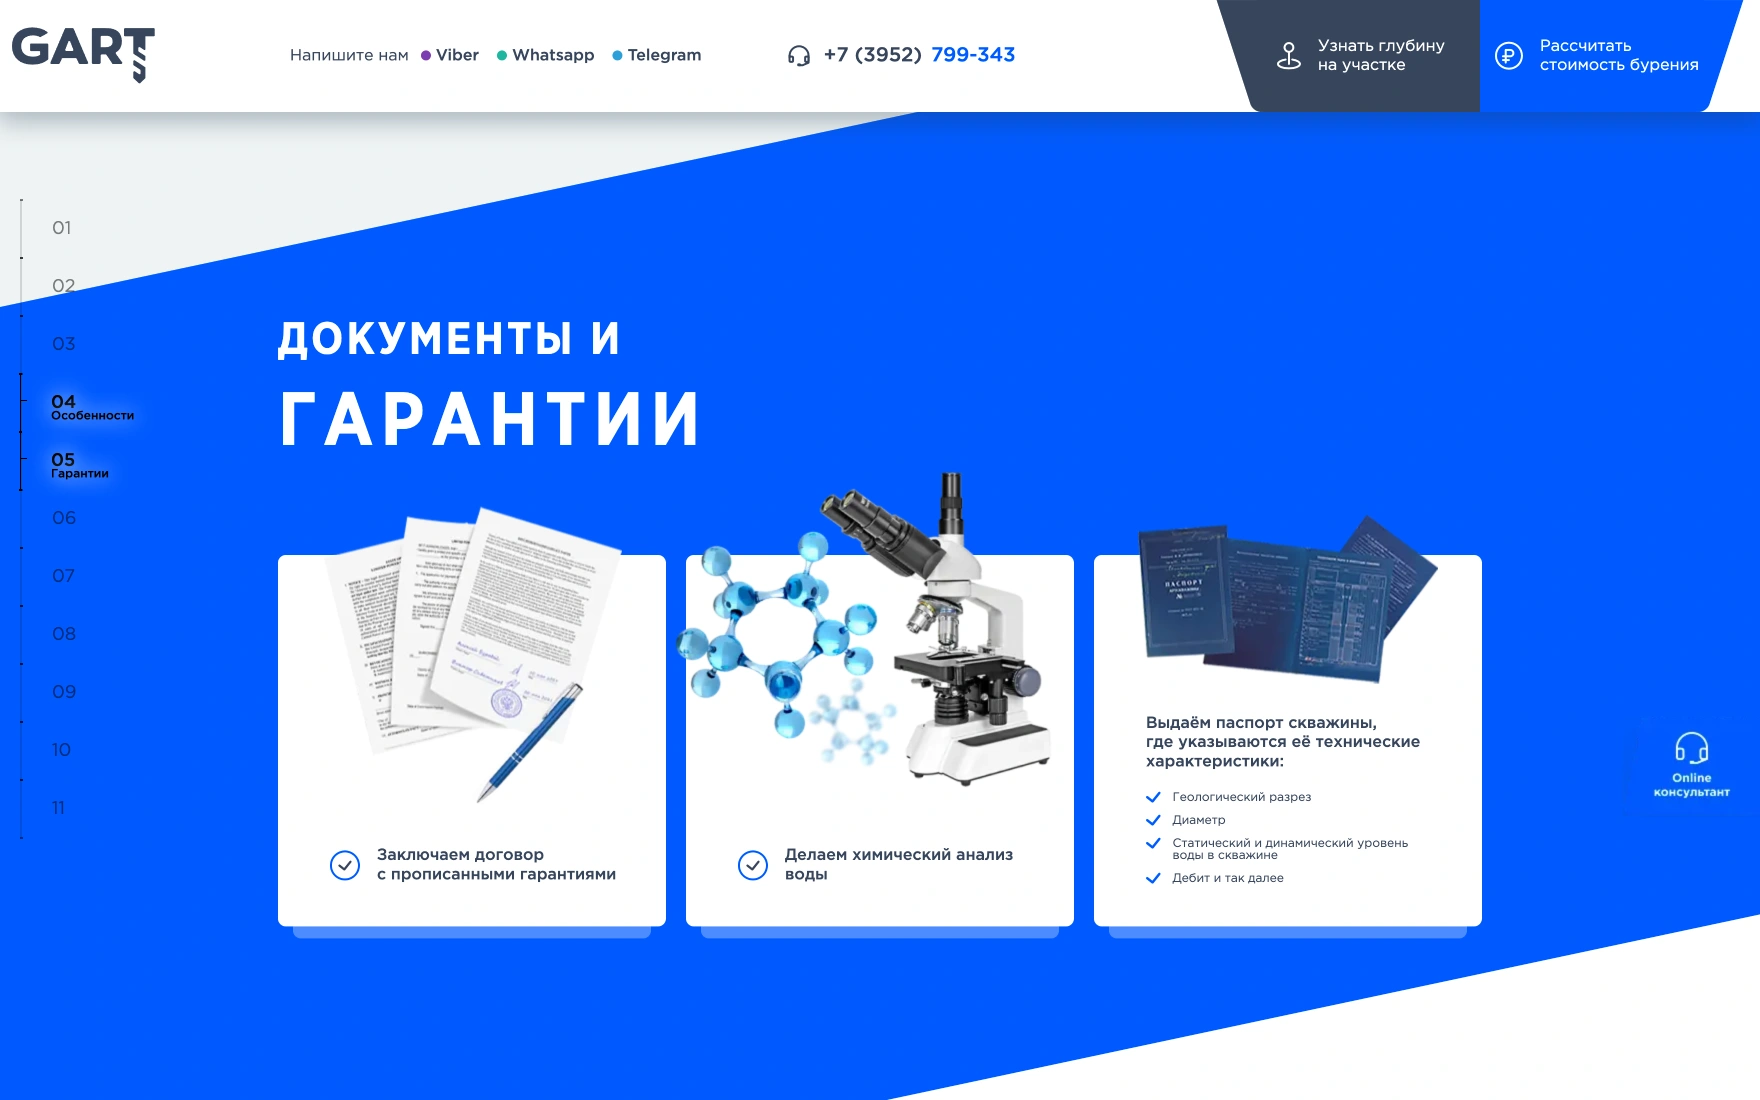 GART
Напишите нам Viber Whatsapp Telegram
+7 (3952) 799-343
Узнать глубину
на участке
Рассчитать
стоимость бурения
01
02
03
04
Особенности
05
Гарантии
06
07
08
09
10
11
ДОКУМЕНТЫ И
ГАРАНТИИ
Заключаем договор
с прописанными гарантиями
Делаем химический анализ
воды
ПАСПОРТ
Выдаём паспорт скважины,
где указываются её технические
характеристики:
Геологический разрез
Диаметр
Статический и динамический уровень
воды в скважине
Дебит и так далее
Online
консультант